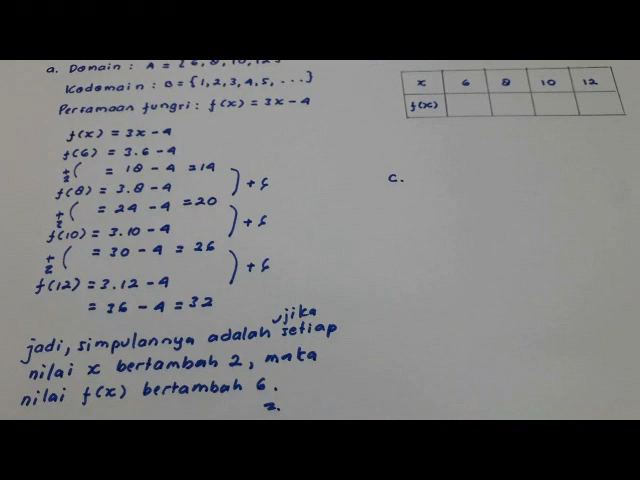 a. Domain : A = {6, 8, 10, 12}
Kodomain : B = {1, 2, 3, 4, 5, ...}
Persamaan fungsi : f(x) = 3x - 4
f(x) = 3x - 4
f(6) = 3.6 - 4
= 18 - 4 = 14
+2
+6
f(8) = 3.8 - 4
= 24 - 4 = 20
+2
+6
f(10) = 3.10 - 4
= 30 - 4 = 26
+2
+6
f(12) = 3.12 - 4
= 36 - 4 = 32
jadi, simpulannya adalah jika setiap
nilai x bertambah 2, maka
nilai f(x) bertambah 6.
2.
x 6 8 10 12
f(x)
c.